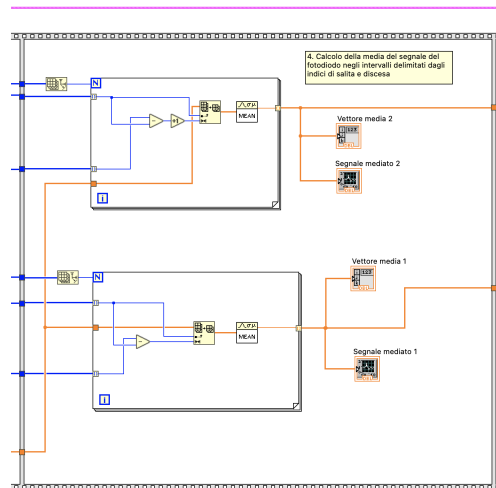 4. Calcolo della media del segnale del
fotodiodo negli intervalli delimitati dagli
indici di salita e discesa
N
+1
MEAN
Vettore media 2
Segnale mediato 2
i
N
MEAN
Vettore media 1
Segnale mediato 1
i